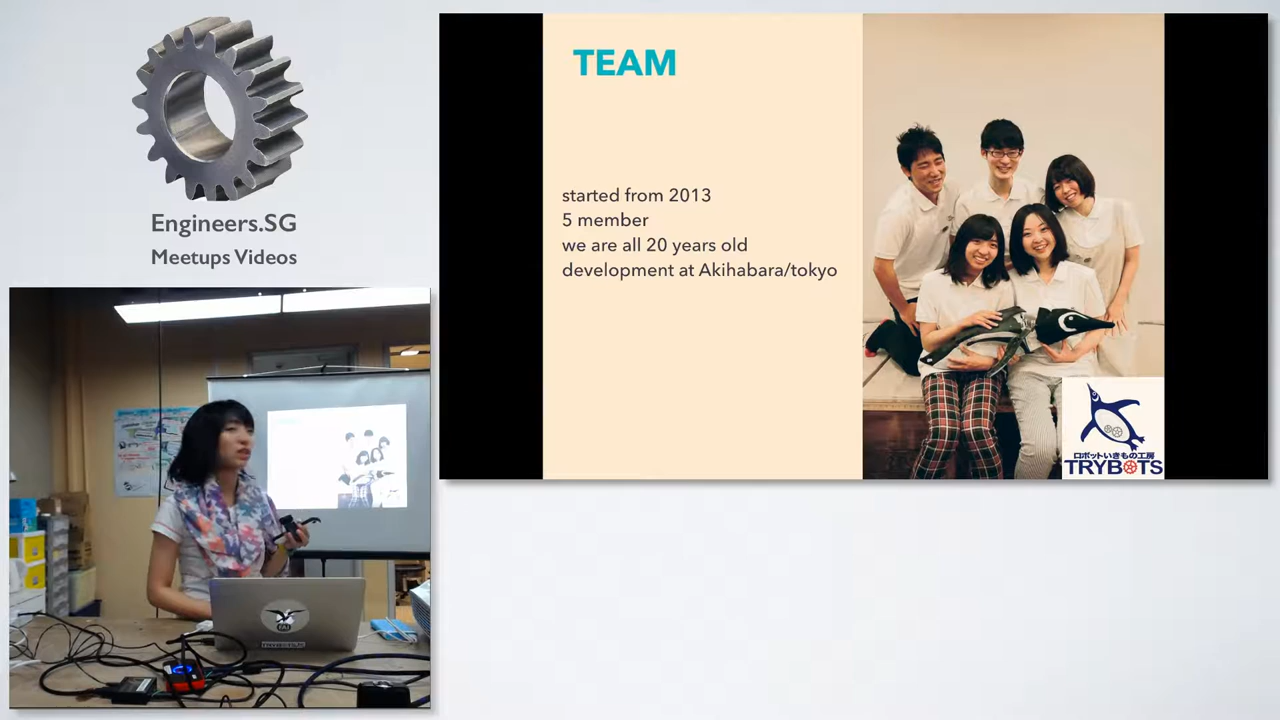 Engineers.SG
Meetups Videos
TEAM
started from 2013
5 member
we are all 20 years old
development at Akihabara/tokyo
ロボットいきもの工房
TRYBOTS